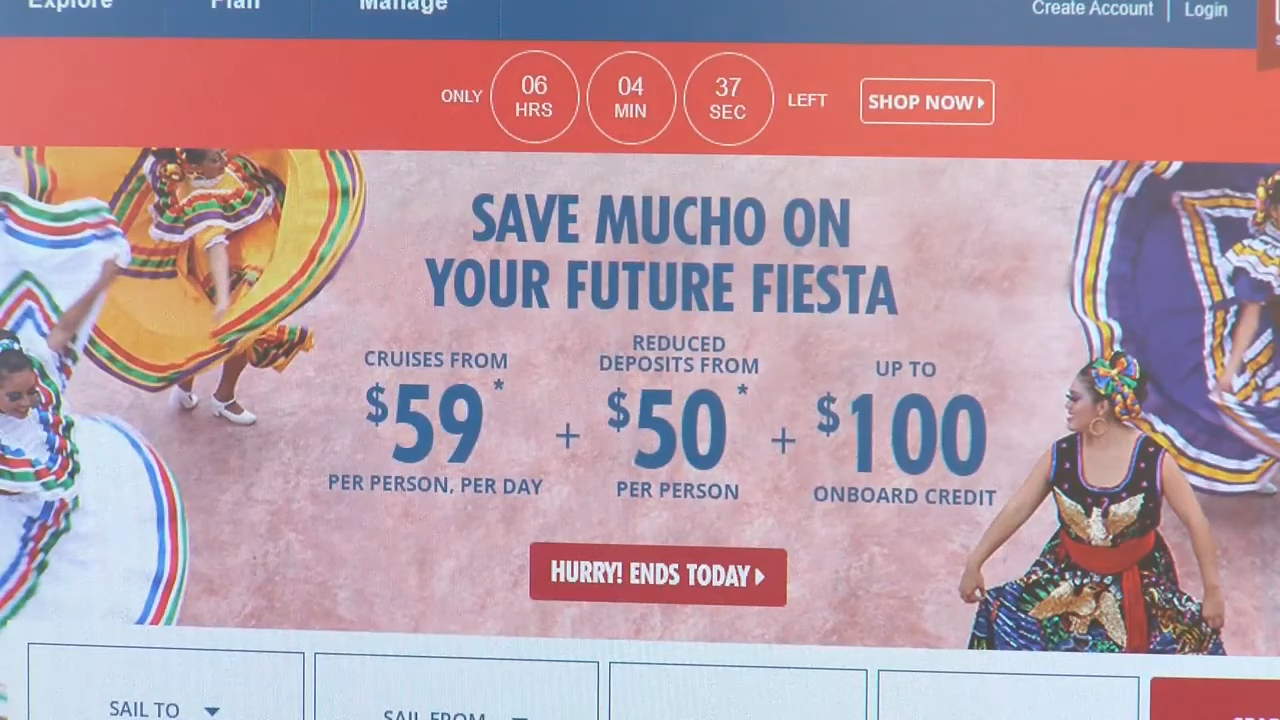 Explore Plan Manage Create Account | Login
ONLY 06 HRS 04 MIN 37 SEC LEFT SHOP NOW
SAVE MUCHO ON
YOUR FUTURE FIESTA
CRUISES FROM
$59*
PER PERSON, PER DAY
+
REDUCED
DEPOSITS FROM
$50*
PER PERSON
+
UP TO
$100
ONBOARD CREDIT
HURRY! ENDS TODAY
SAIL TO
SAIL FROM